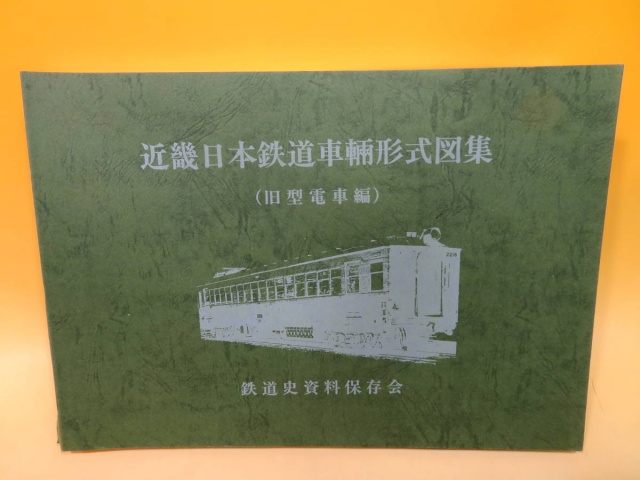 近畿日本鉄道車輛形式図集
(旧型電車編)
鉄道史資料保存会